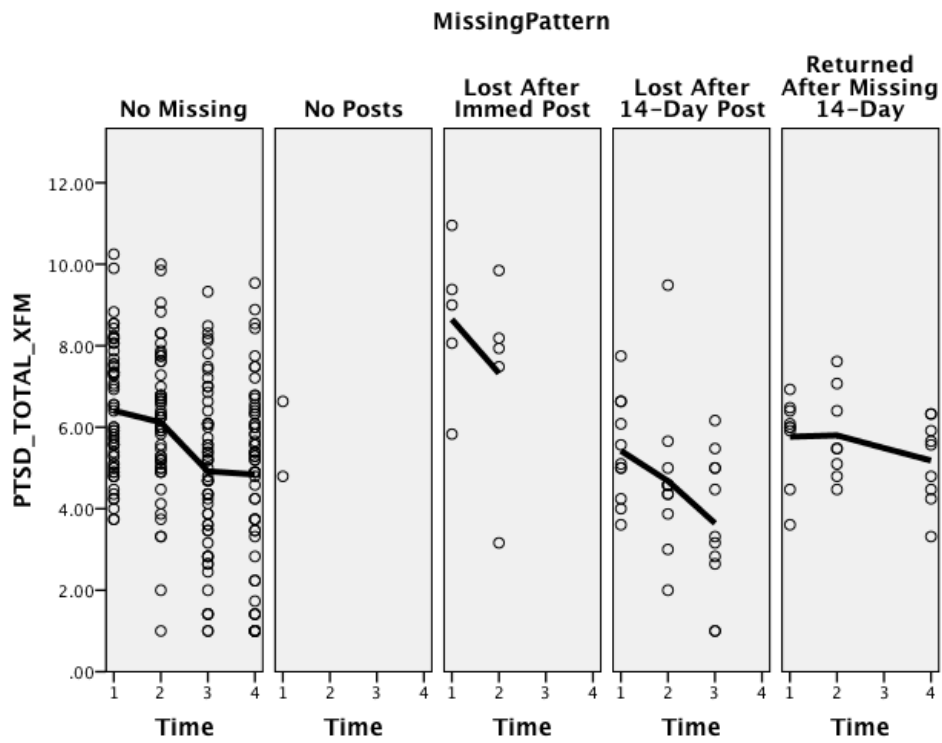 MissingPattern
No Missing
No Posts
Lost After
Immed Post
Lost After
14-Day Post
Returned
After Missing
14-Day
PTSD_TOTAL_XFM
12.00
10.00
8.00
6.00
4.00
2.00
.00
1 2 3 4
1 2 3 4
1 2 3 4
1 2 3 4
1 2 3 4
Time
Time
Time
Time
Time